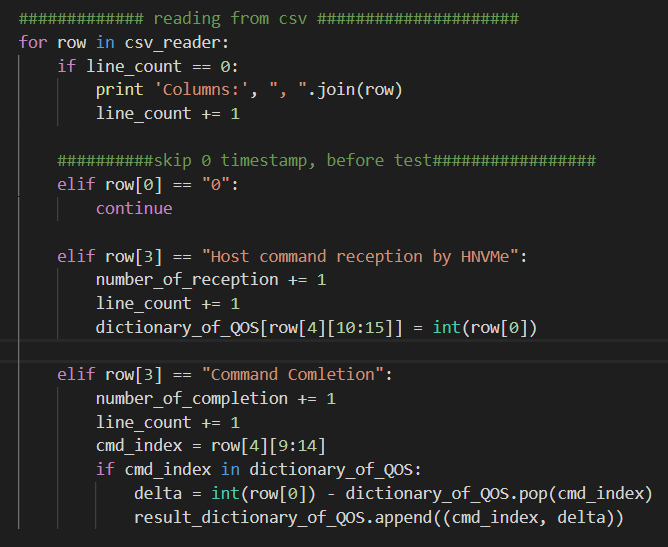 ############# reading from csv #####################
for row in csv_reader:
    if line_count == 0:
        print 'Columns:', ", ".join(row)
        line_count += 1
    ##########skip 0 timestamp, before test#################
    elif row[0] == "0":
        continue
    elif row[3] == "Host command reception by HNVMe":
        number_of_reception += 1
        line_count += 1
        dictionary_of_QOS[row[4][10:15]] = int(row[0])
    elif row[3] == "Command Comletion":
        number_of_completion += 1
        line_count += 1
        cmd_index = row[4][9:14]
        if cmd_index in dictionary_of_QOS:
            delta = int(row[0]) - dictionary_of_QOS.pop(cmd_index)
            result_dictionary_of_QOS.append((cmd_index, delta))